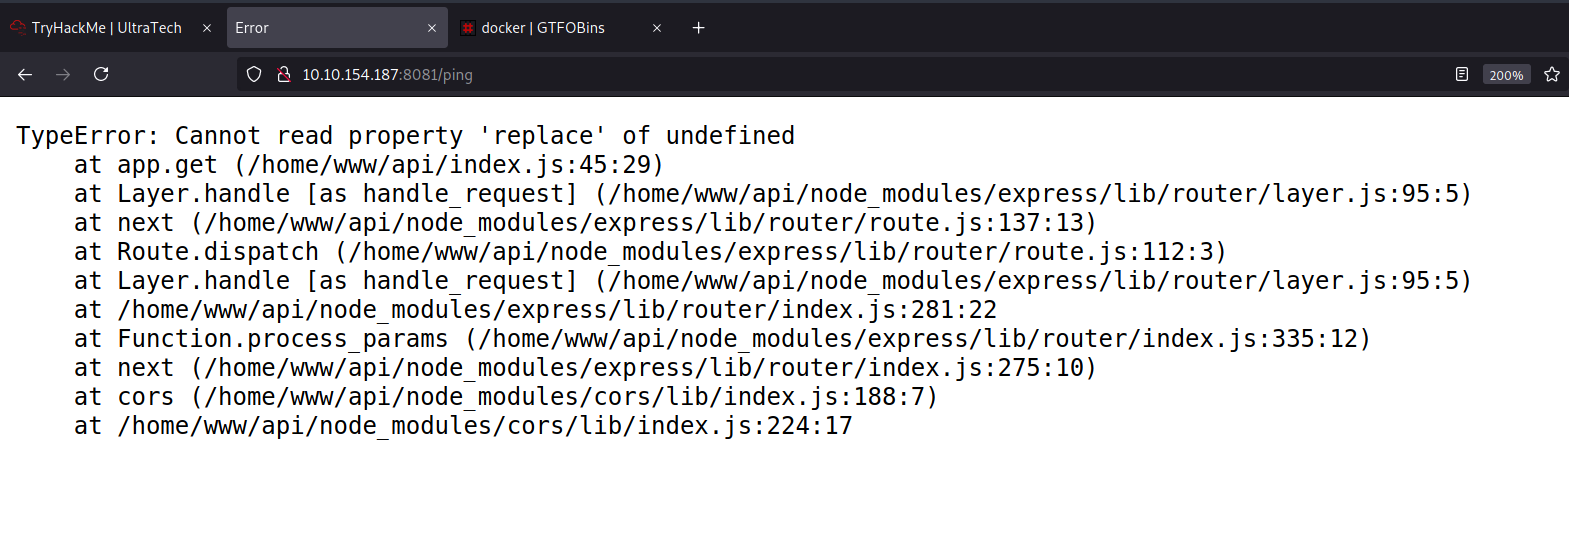 TryHackMe | UltraTech
Error
docker | GTFOBins
10.10.154.187:8081/ping
200%
TypeError: Cannot read property 'replace' of undefined
at app.get (/home/www/api/index.js:45:29)
at Layer.handle [as handle_request] (/home/www/api/node_modules/express/lib/router/layer.js:95:5)
at next (/home/www/api/node_modules/express/lib/router/route.js:137:13)
at Route.dispatch (/home/www/api/node_modules/express/lib/router/route.js:112:3)
at Layer.handle [as handle_request] (/home/www/api/node_modules/express/lib/router/layer.js:95:5)
at /home/www/api/node_modules/express/lib/router/index.js:281:22
at Function.process_params (/home/www/api/node_modules/express/lib/router/index.js:335:12)
at next (/home/www/api/node_modules/express/lib/router/index.js:275:10)
at cors (/home/www/api/node_modules/cors/lib/index.js:188:7)
at /home/www/api/node_modules/cors/lib/index.js:224:17